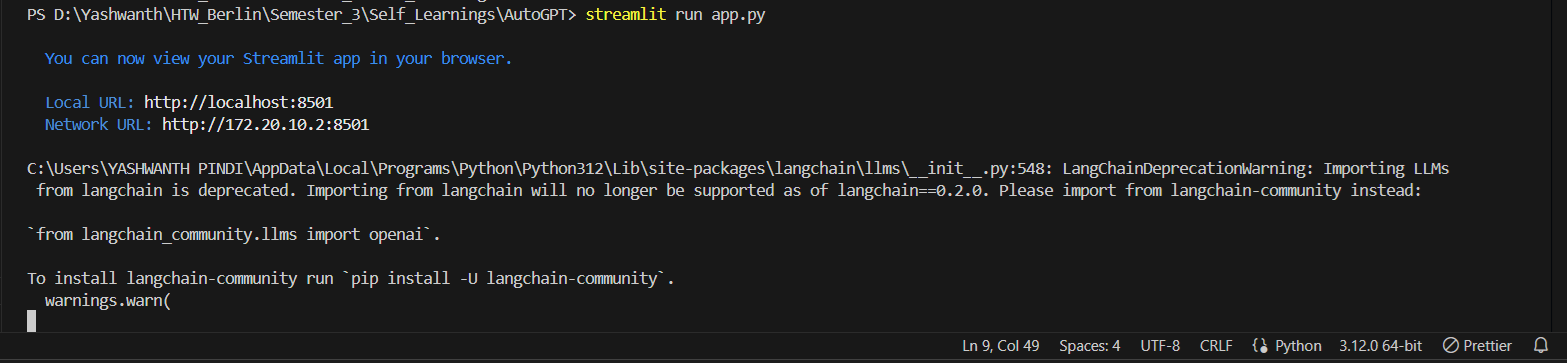 PS D:\Yashwanth\HTW_Berlin\Semester_3\Self_Learnings\AutoGPT> streamlit run app.py
You can now view your Streamlit app in your browser.
Local URL: http://localhost:8501
Network URL: http://172.20.10.2:8501
C:\Users\YASHWANTH PINDI\AppData\Local\Programs\Python\Python312\Lib\site-packages\langchain\llms\__init__.py:548: LangChainDeprecationWarning: Importing LLMs
from langchain is deprecated. Importing from langchain will no longer be supported as of langchain==0.2.0. Please import from langchain-community instead:
`from langchain_community.llms import openai`.
To install langchain-community run `pip install -U langchain-community`.
warnings.warn(
Ln 9, Col 49 Spaces: 4 UTF-8 CRLF Python 3.12.0 64-bit Prettier